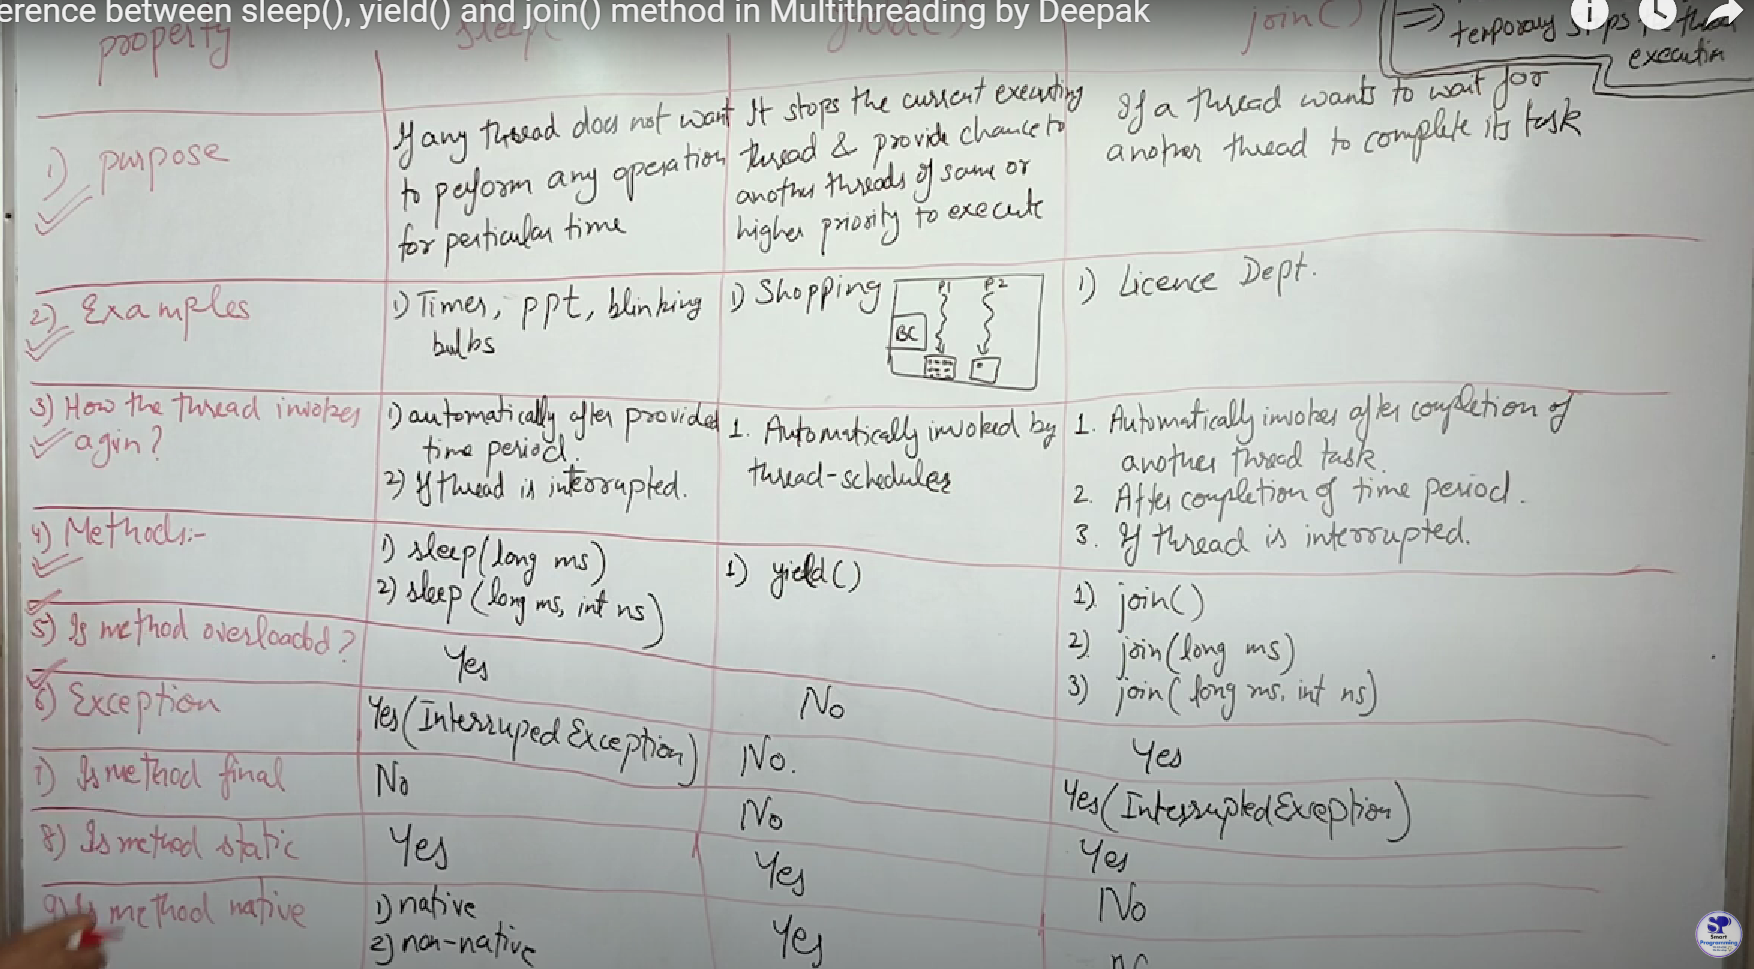 erence between sleep(), yield() and join() method in Multithreading by Deepak
property
sleep(
join()
=> temporary stops
execution
1) purpose
If any thread does not want
to perform any operation
for perticular time
It stops the current executing
thread & provide chance to
another threads of same or
higher priority to execute
If a thread wants to wait for
another thread to complete its task
2) Examples
1) Timer, ppt, blinking
bulbs
1) Shopping
P1 P2
BC
1) Licence Dept.
3) How the thread invokes
agin?
1) automatically after provided
time period.
2) If thread is interrupted.
1. Automatically invoked by
thread-scheduler
1. Automatically invokes after completion of
another thread task.
2. After completion of time period.
3. If thread is interrupted.
4) Methods:-
1) sleep(long ms)
2) sleep(long ms, int ns)
1) yield()
1) join()
2) join(long ms)
3) join(long ms, int ns)
5) Is method overloaded?
Yes
No
Yes
6) Exception
Yes(InterrupedException)
No.
Yes(InterruptedException)
7) Is method final
No
No
Yes
8) Is method static
Yes
Yes
No
9) Is method native
1) native
2) non-native
Yes
SP
Smart
Programming